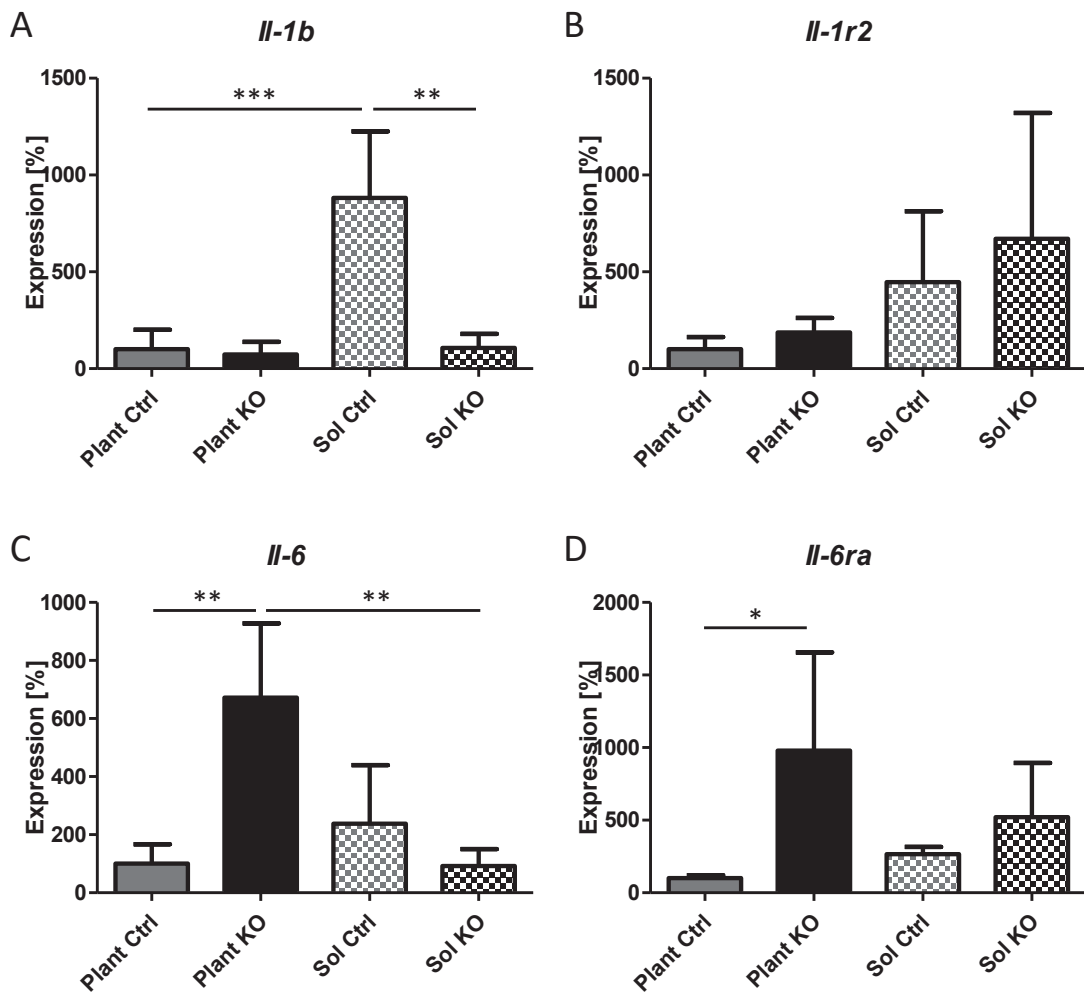 A
Il-1b
Expression [%]
1500
1000
500
0
***
**
Plant Ctrl
Plant KO
Sol Ctrl
Sol KO
B
Il-1r2
Expression [%]
1500
1000
500
0
Plant Ctrl
Plant KO
Sol Ctrl
Sol KO
C
Il-6
Expression [%]
1000
800
600
400
200
0
**
**
Plant Ctrl
Plant KO
Sol Ctrl
Sol KO
D
Il-6ra
Expression [%]
2000
1500
1000
500
0
*
Plant Ctrl
Plant KO
Sol Ctrl
Sol KO